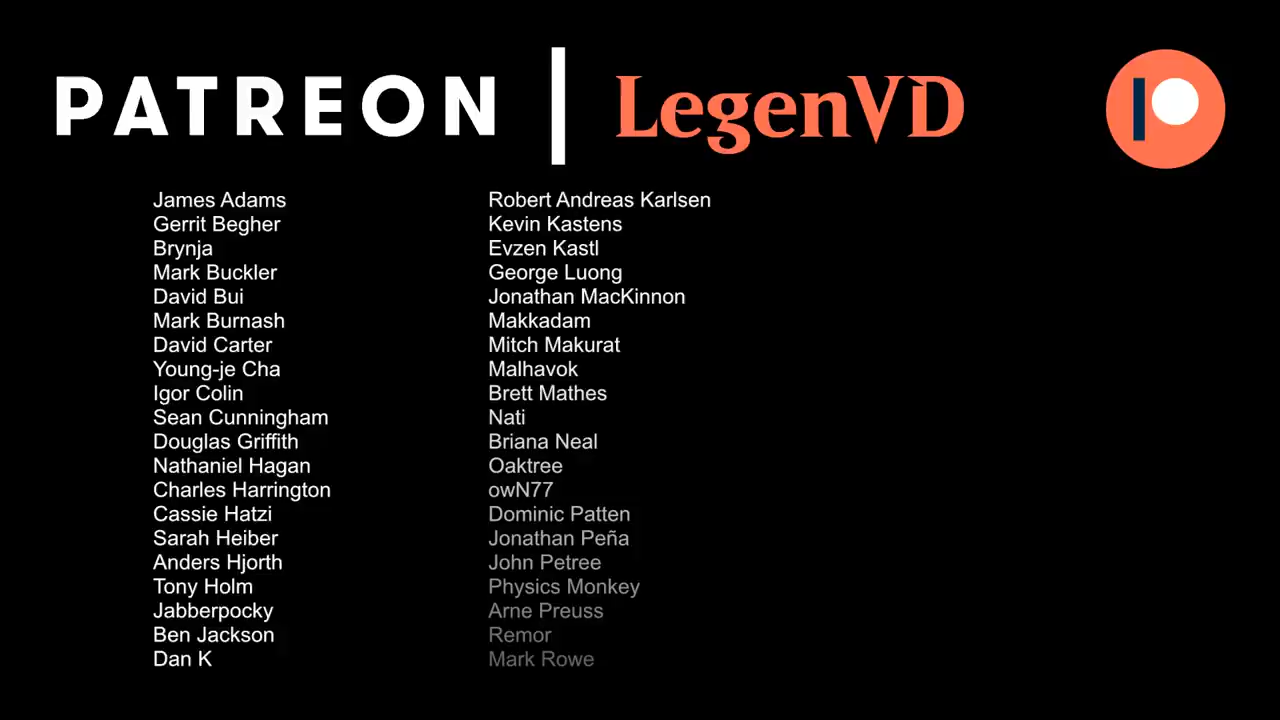 PATREON | LegenVD
James Adams
Gerrit Begher
Brynja
Mark Buckler
David Bui
Mark Burnash
David Carter
Young-je Cha
Igor Colin
Sean Cunningham
Douglas Griffith
Nathaniel Hagan
Charles Harrington
Cassie Hatzi
Sarah Heiber
Anders Hjorth
Tony Holm
Jabberpocky
Ben Jackson
Dan K
Robert Andreas Karlsen
Kevin Kastens
Evzen Kastl
George Luong
Jonathan MacKinnon
Makkadam
Mitch Makurat
Malhavok
Brett Mathes
Nati
Briana Neal
Oaktree
owN77
Dominic Patten
Jonathan Peña
John Petree
Physics Monkey
Arne Preuss
Remor
Mark Rowe